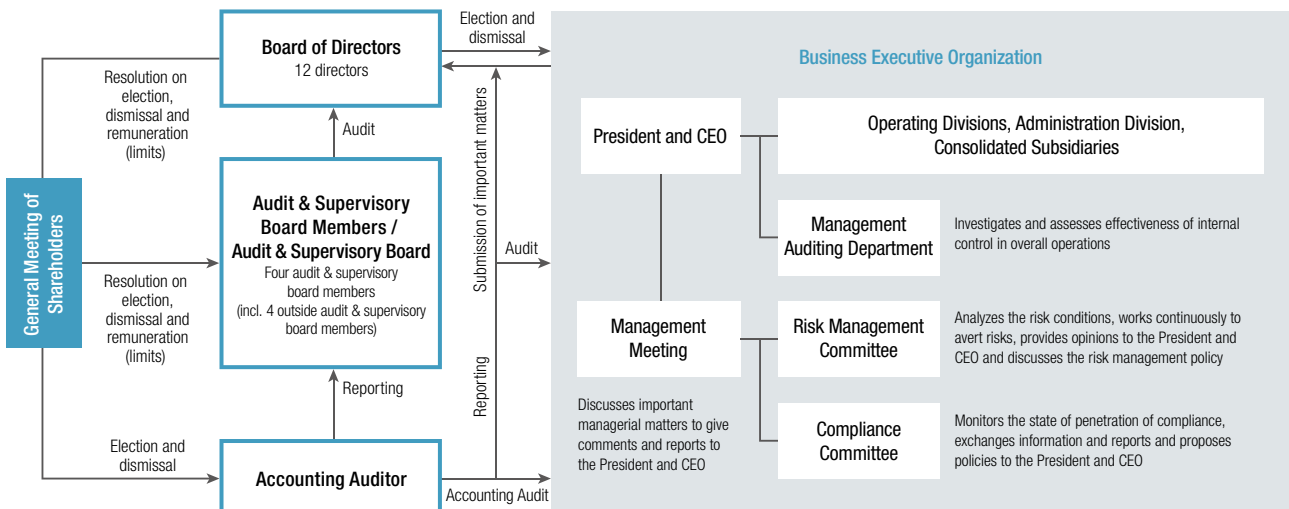 General Meeting of
Shareholders
Resolution on
election,
dismissal and
remuneration
(limits)
Resolution on
election,
dismissal and
remuneration
(limits)
Election and
dismissal
Board of Directors
12 directors
Audit
Audit & Supervisory
Board Members /
Audit & Supervisory Board
Four audit & supervisory
board members
(incl. 4 outside audit & supervisory
board members)
Reporting
Accounting Auditor
Election and
dismissal
Submission of important matters
Audit
Reporting
Accounting Audit
Business Executive Organization
President and CEO
Operating Divisions, Administration Division,
Consolidated Subsidiaries
Management
Auditing Department
Investigates and assesses effectiveness of internal
control in overall operations
Management
Meeting
Discusses important
managerial matters to give
comments and reports to
the President and CEO
Risk Management
Committee
Analyzes the risk conditions, works continuously to
avert risks, provides opinions to the President and
CEO and discusses the risk management policy
Compliance
Committee
Monitors the state of penetration of compliance,
exchanges information and reports and proposes
policies to the President and CEO